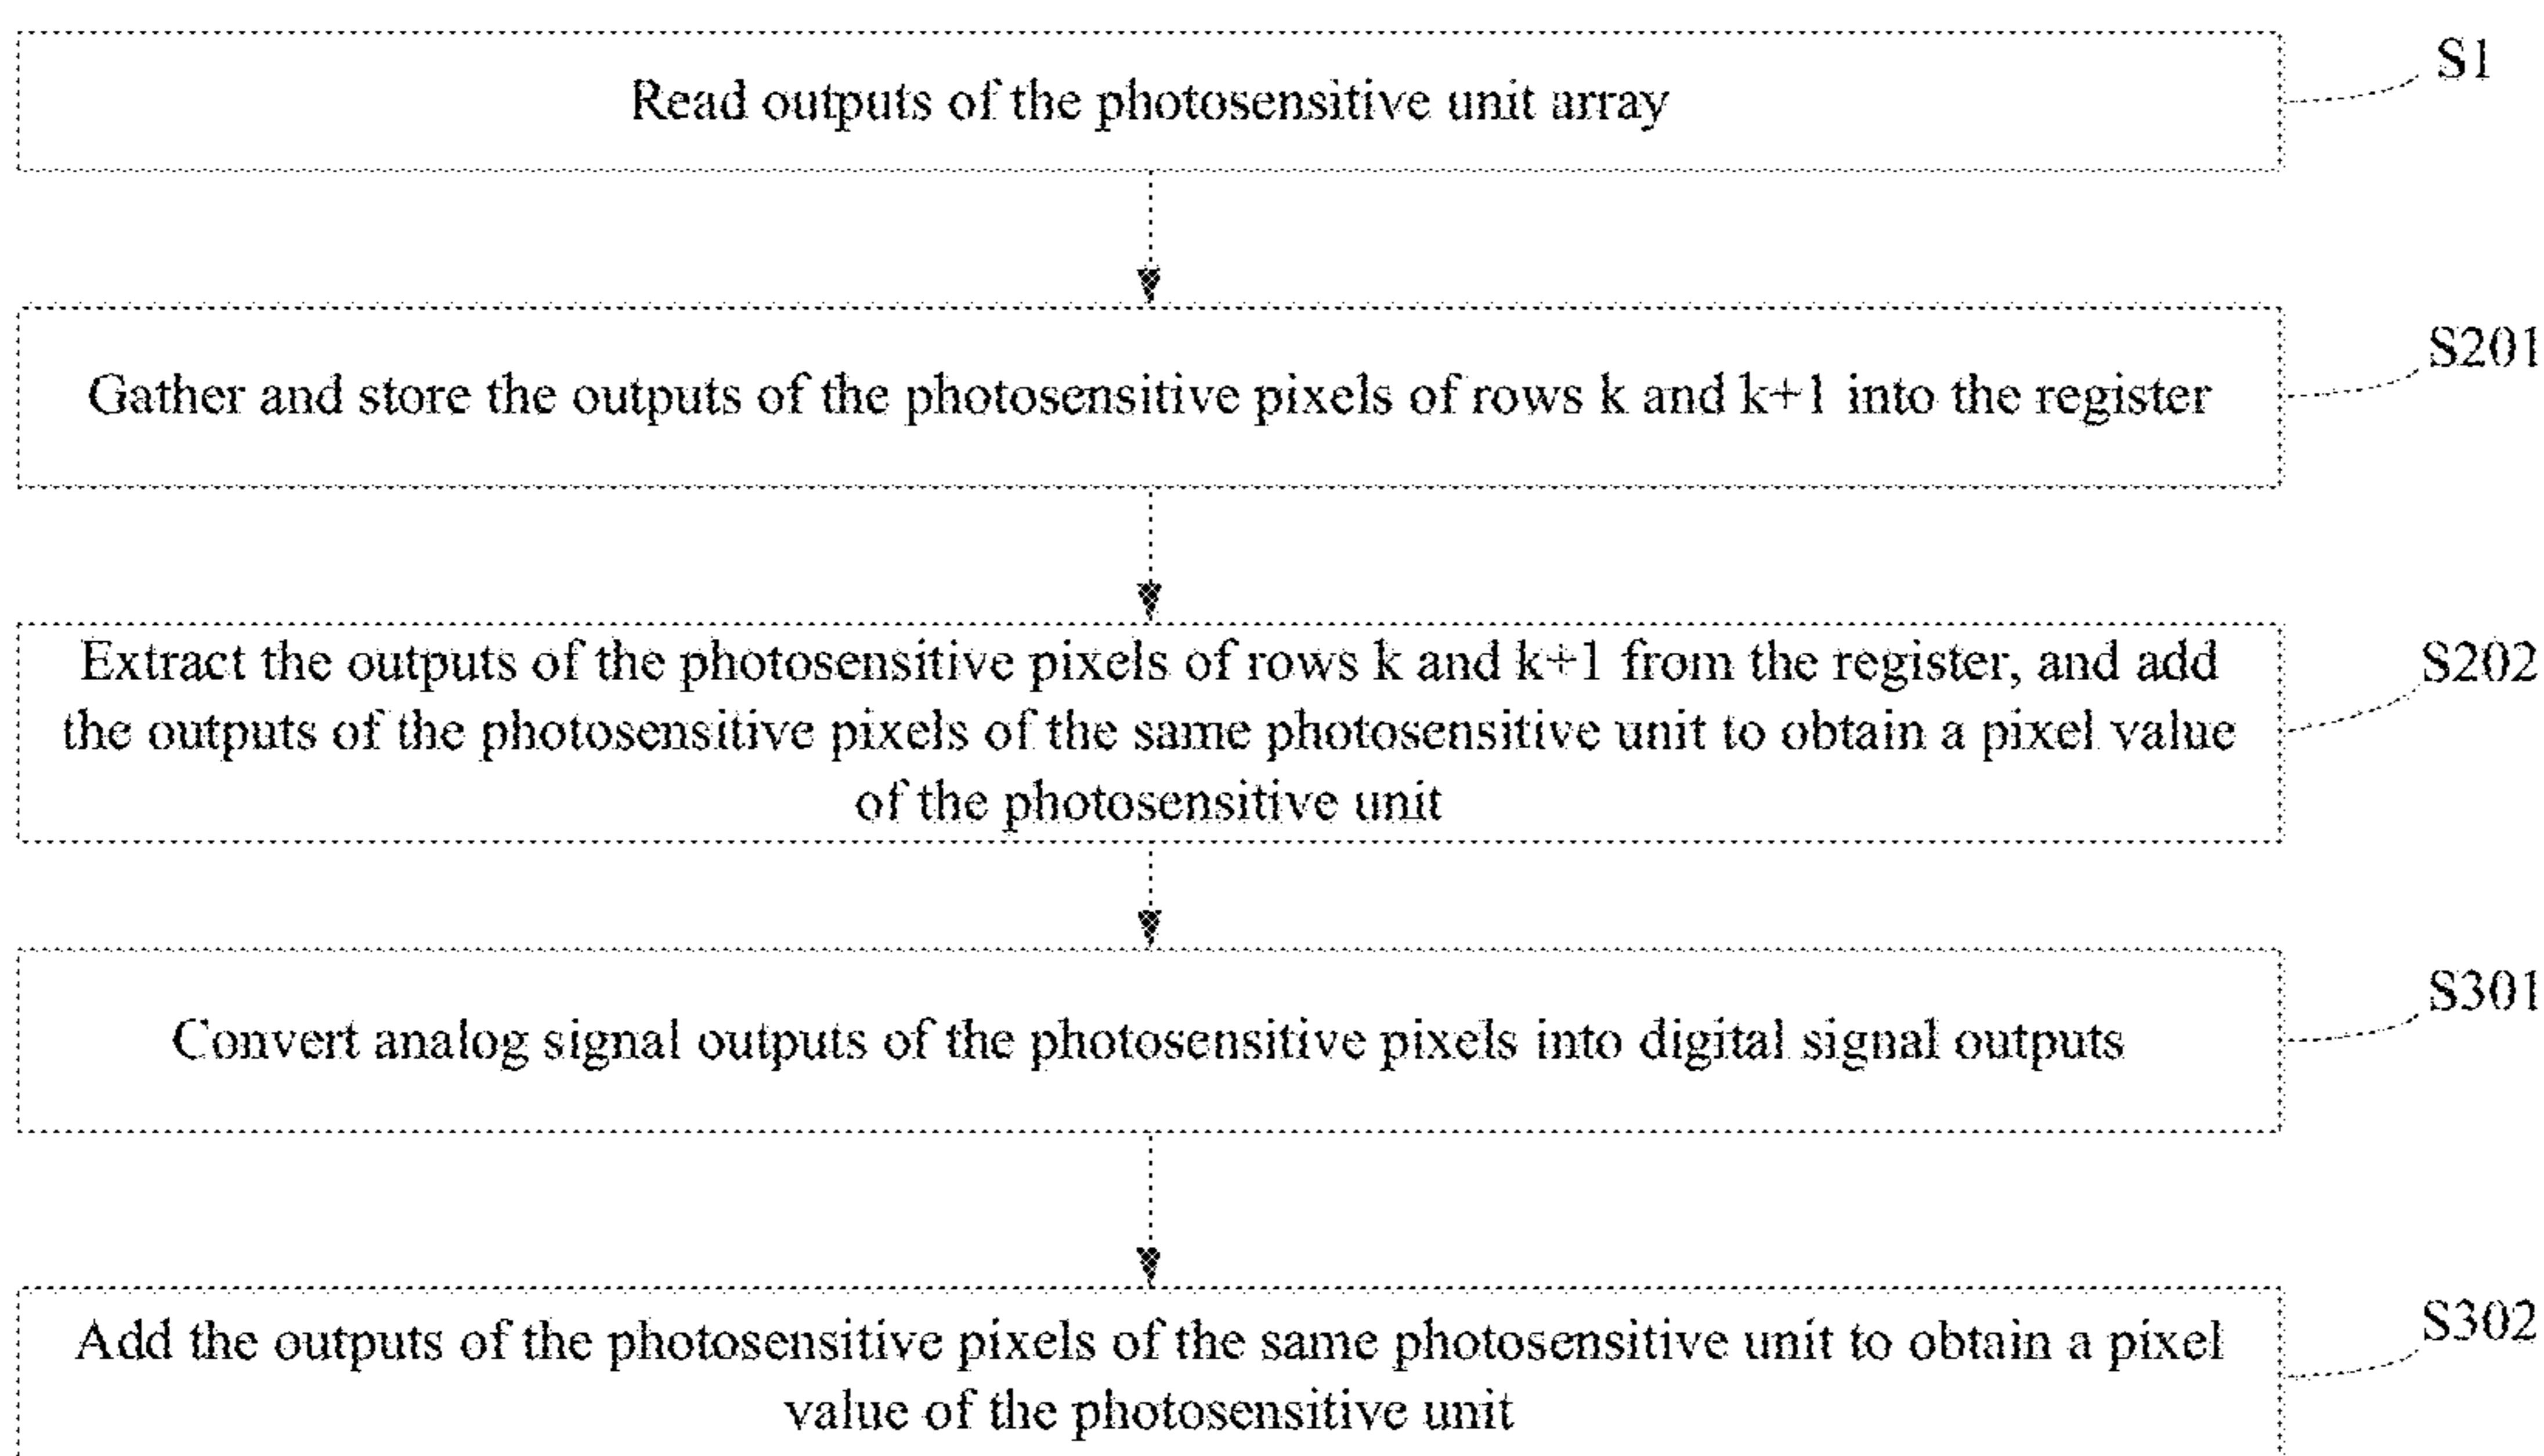 Read outputs of the photosensitive unit array
S1
Gather and store the outputs of the photosensitive pixels of rows k and k+1 into the register
S201
Extract the outputs of the photosensitive pixels of rows k and k+1 from the register, and add
the outputs of the photosensitive pixels of the same photosensitive unit to obtain a pixel value
of the photosensitive unit
S202
Convert analog signal outputs of the photosensitive pixels into digital signal outputs
S301
Add the outputs of the photosensitive pixels of the same photosensitive unit to obtain a pixel
value of the photosensitive unit
S302